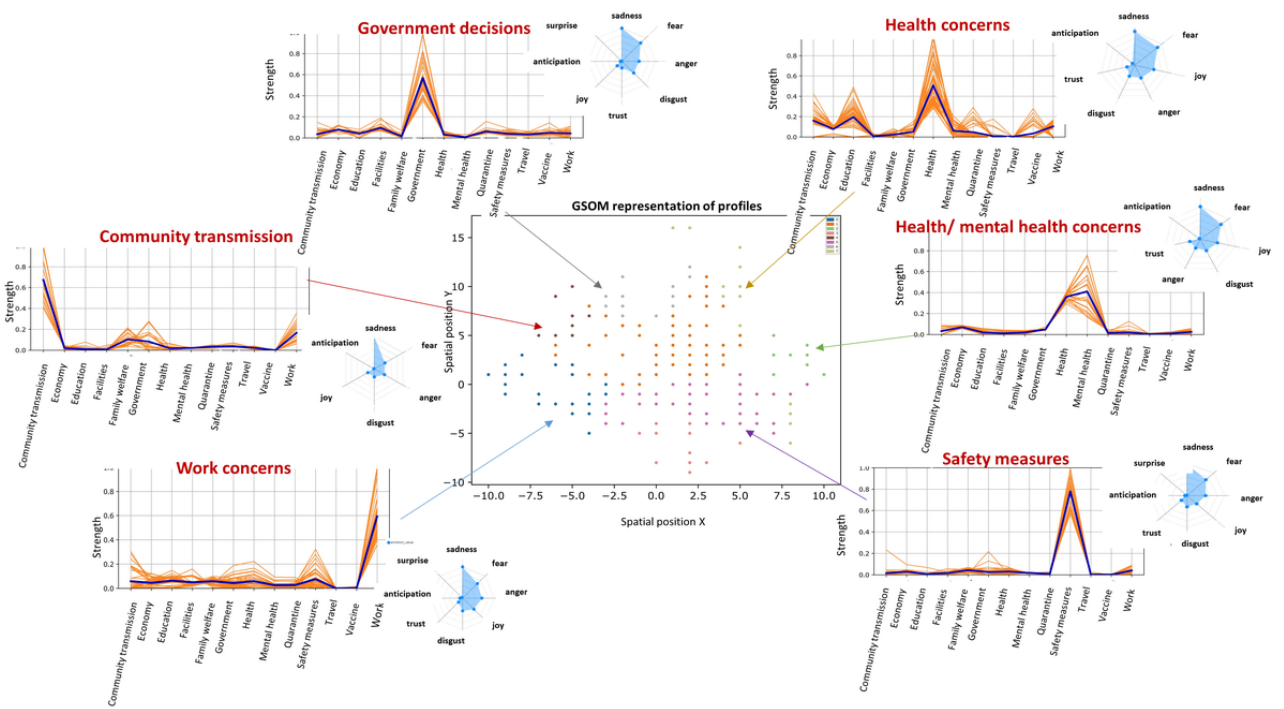 Government decisions
Strength
0.8
0.6
0.4
0.2
0.0
Community transmission
Economy
Education
Facilities
Family welfare
Government
Health
Mental health
Quarantine
Safety measures
Travel
Vaccine
Work
sadness
surprise
fear
anticipation
anger
joy
disgust
trust
Health concerns
Strength
0.8
0.6
0.4
0.2
0.0
Community transmission
Economy
Education
Facilities
Family welfare
Government
Health
Mental health
Quarantine
Safety measures
Travel
Vaccine
Work
sadness
anticipation
fear
trust
joy
disgust
anger
Community transmission
Strength
0.8
0.6
0.4
0.2
0.0
Community transmission
Economy
Education
Facilities
Family welfare
Government
Health
Mental health
Quarantine
Safety measures
Travel
Vaccine
Work
sadness
anticipation
fear
joy
anger
disgust
GSOM representation of profiles
Spatial position Y
15
10
5
0
−5
−10
−10.0
−7.5
−5.0
−2.5
0.0
2.5
5.0
7.5
10.0
Spatial position X
Health/ mental health concerns
Strength
0.8
0.6
0.4
0.2
0.0
Community transmission
Economy
Education
Facilities
Family welfare
Government
Health
Mental health
Quarantine
Safety measures
Travel
Vaccine
Work
sadness
anticipation
fear
trust
joy
anger
disgust
Work concerns
Strength
0.8
0.6
0.4
0.2
0.0
Community transmission
Economy
Education
Facilities
Family welfare
Government
Health
Mental health
Quarantine
Safety measures
Travel
Vaccine
Work
sadness
surprise
fear
anticipation
anger
trust
joy
disgust
Safety measures
Strength
1.0
0.8
0.6
0.4
0.2
0.0
Community transmission
Economy
Education
Facilities
Family welfare
Government
Health
Mental health
Quarantine
Safety measures
Travel
Vaccine
Work
sadness
surprise
fear
anticipation
anger
trust
joy
disgust